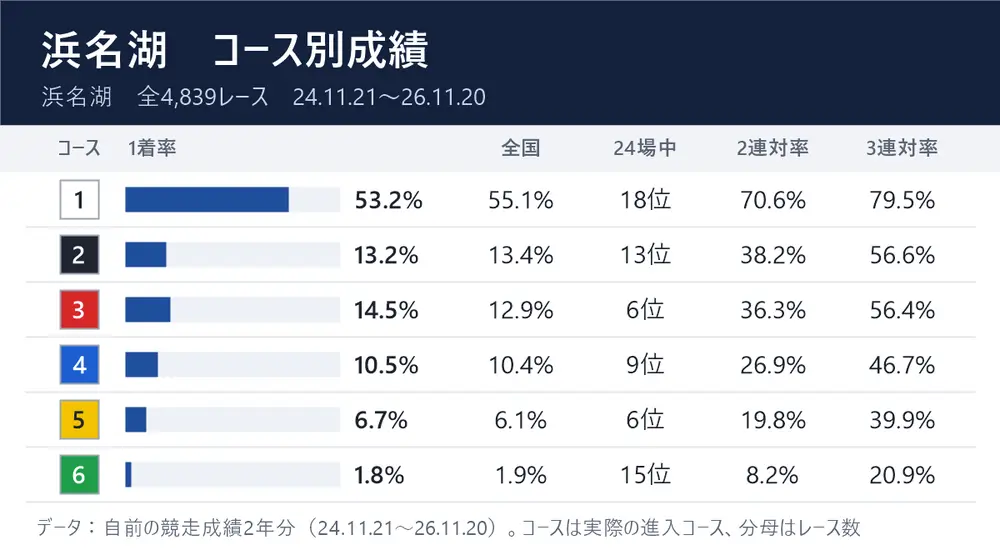 浜名湖　コース別成績
浜名湖　全4,839レース　24.11.21～26.11.20
コース 1着率 全国 24場中 2連対率 3連対率
1 53.2% 55.1% 18位 70.6% 79.5%
2 13.2% 13.4% 13位 38.2% 56.6%
3 14.5% 12.9% 6位 36.3% 56.4%
4 10.5% 10.4% 9位 26.9% 46.7%
5 6.7% 6.1% 6位 19.8% 39.9%
6 1.8% 1.9% 15位 8.2% 20.9%
データ：自前の競走成績2年分（24.11.21～26.11.20）。コースは実際の進入コース、分母はレース数